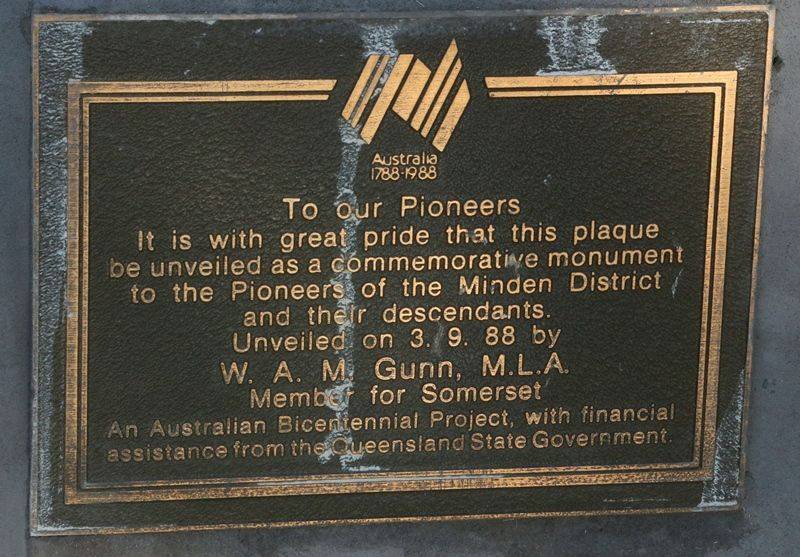 Australia
1788-1988
To our Pioneers
It is with great pride that this plaque
be unveiled as a commemorative monument
to the Pioneers of the Minden District
and their descendants.
Unveiled on 3. 9. 88 by
W. A. M. Gunn, M.L.A.
Member for Somerset
An Australian Bicentennial Project, with financial
assistance from the Queensland State Government.